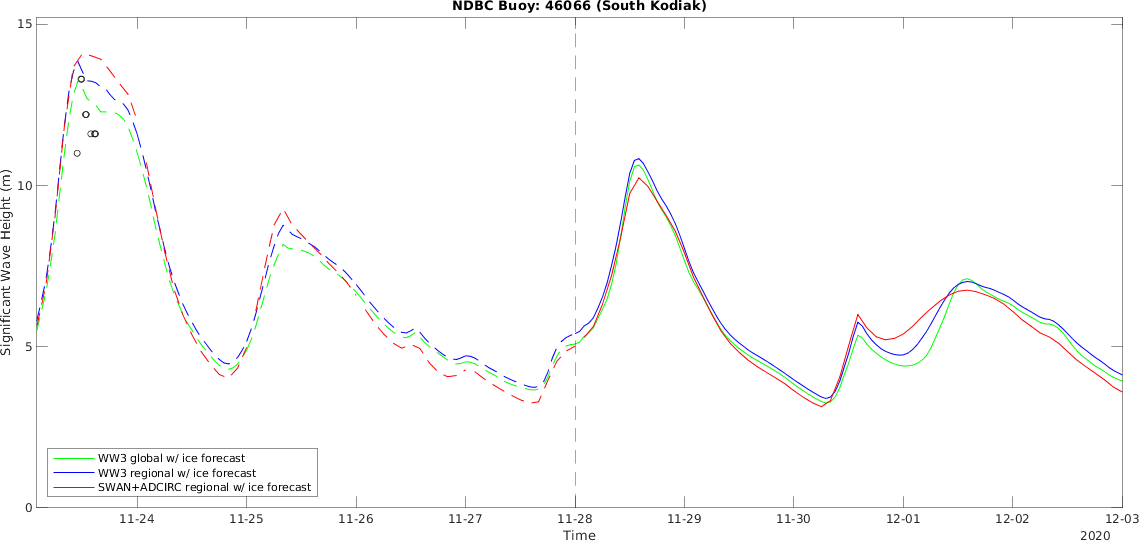 NDBC Buoy: 46066 (South Kodiak)
Significant Wave Height (m)
15
10
5
0
WW3 global w/ ice forecast
WW3 regional w/ ice forecast
SWAN+ADCIRC regional w/ ice forecast
11-24 11-25 11-26 11-27 11-28 11-29 11-30 12-01 12-02 12-03
Time
2020